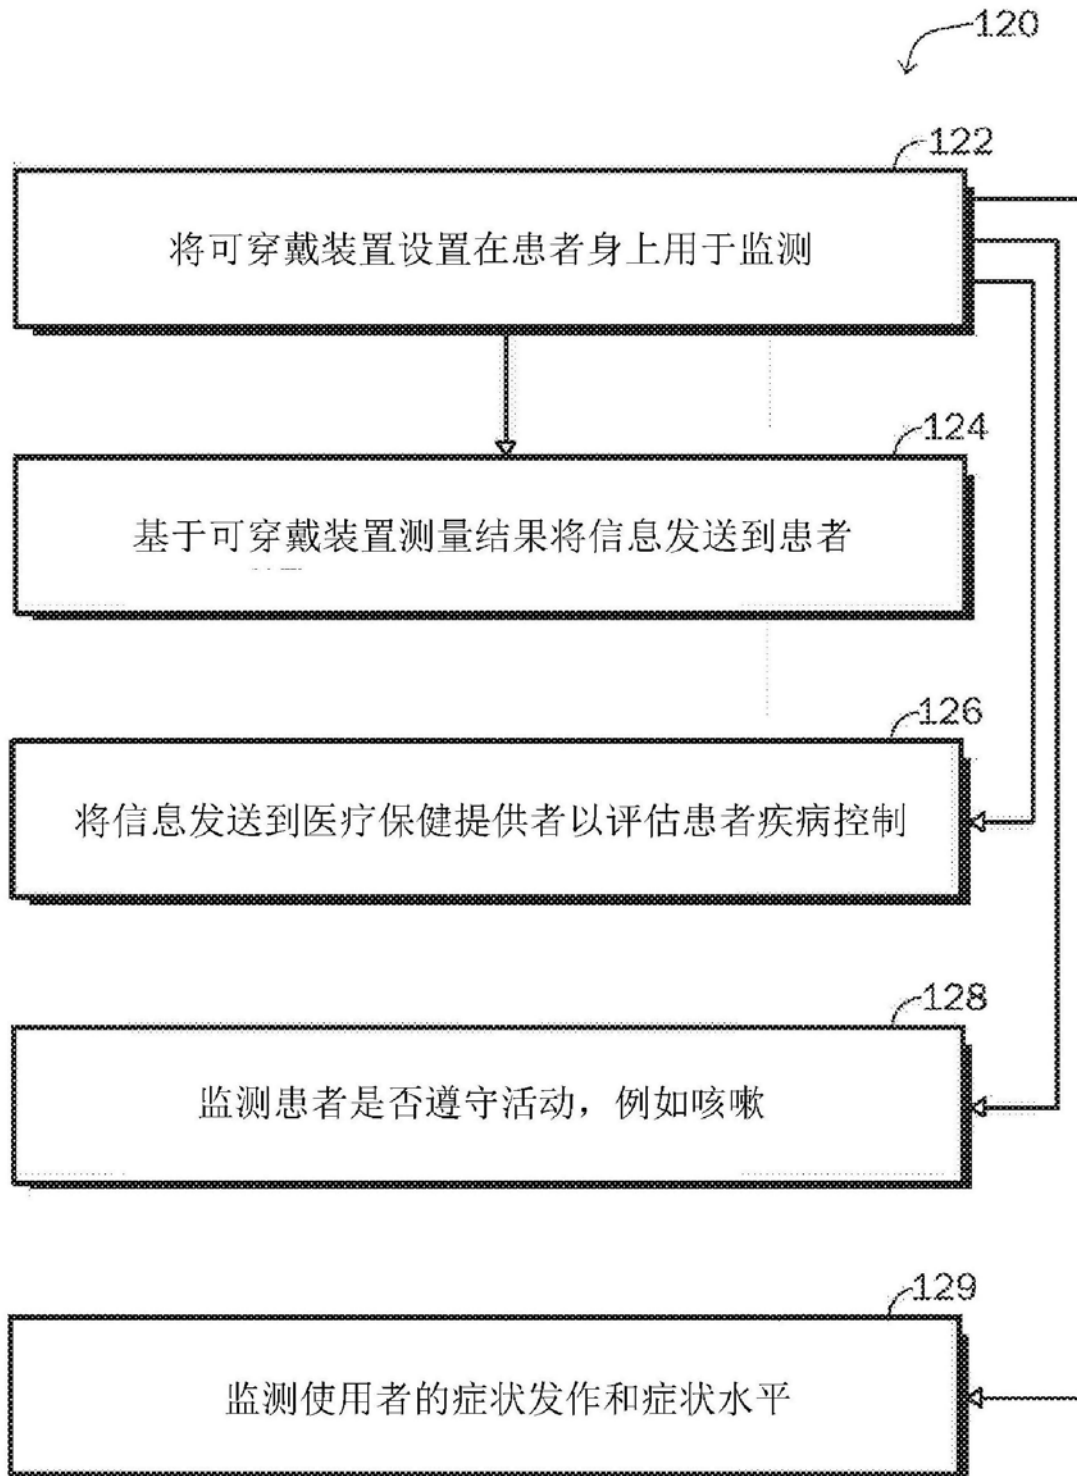 120
122
将可穿戴装置设置在患者身上用于监测
124
基于可穿戴装置测量结果将信息发送到患者
126
将信息发送到医疗保健提供者以评估患者疾病控制
128
监测患者是否遵守活动，例如咳嗽
129
监测使用者的症状发作和症状水平